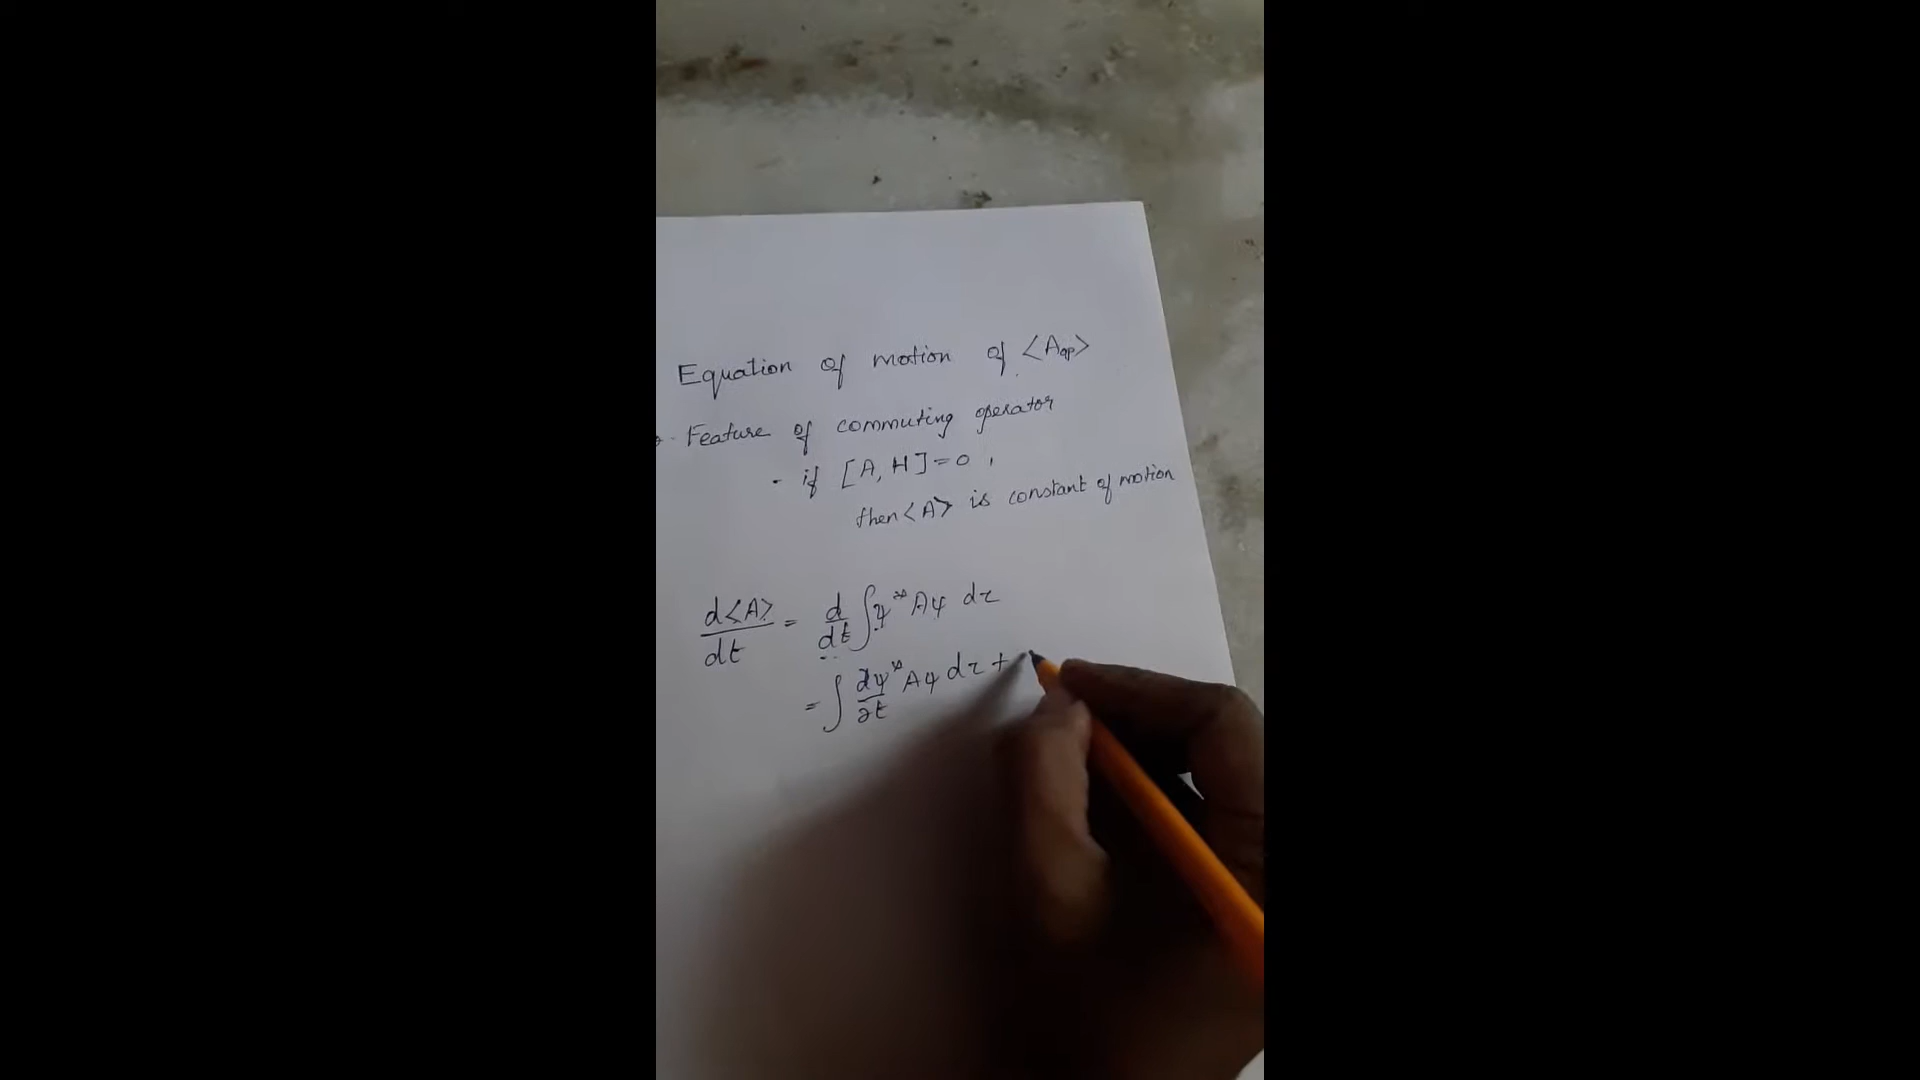 Equation of motion of <Aop>
Feature of commuting operator
- if [A, H] = 0,
then <A> is constant of motion
d<A>/dt = d/dt ∫ψ* Aψ dτ
= ∫ ∂ψ*/∂t Aψ dτ +